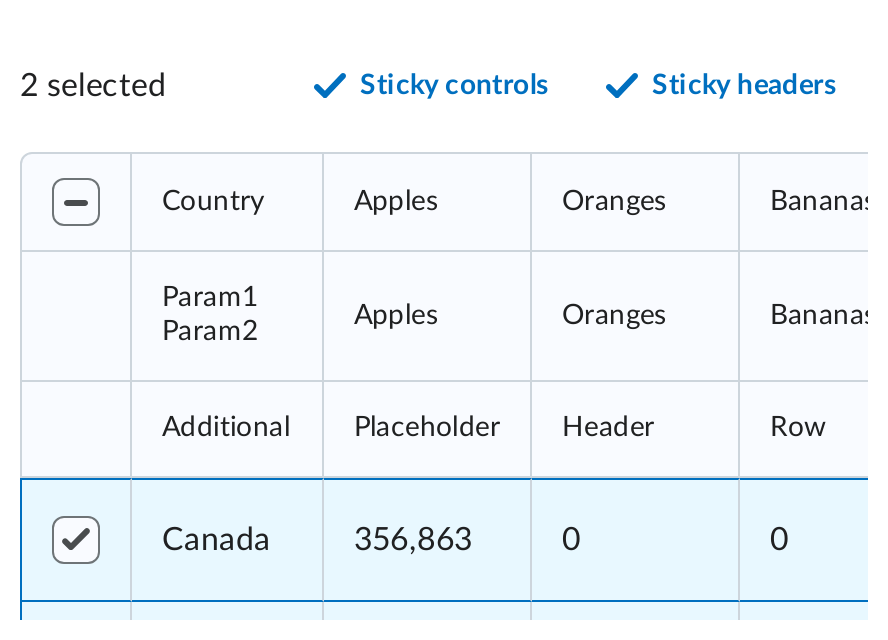 2 selected
Sticky controls
Sticky headers
Country Apples Oranges Bananas
Param1
Param2
Apples Oranges Bananas
Additional Placeholder Header Row
Canada 356,863 0 0